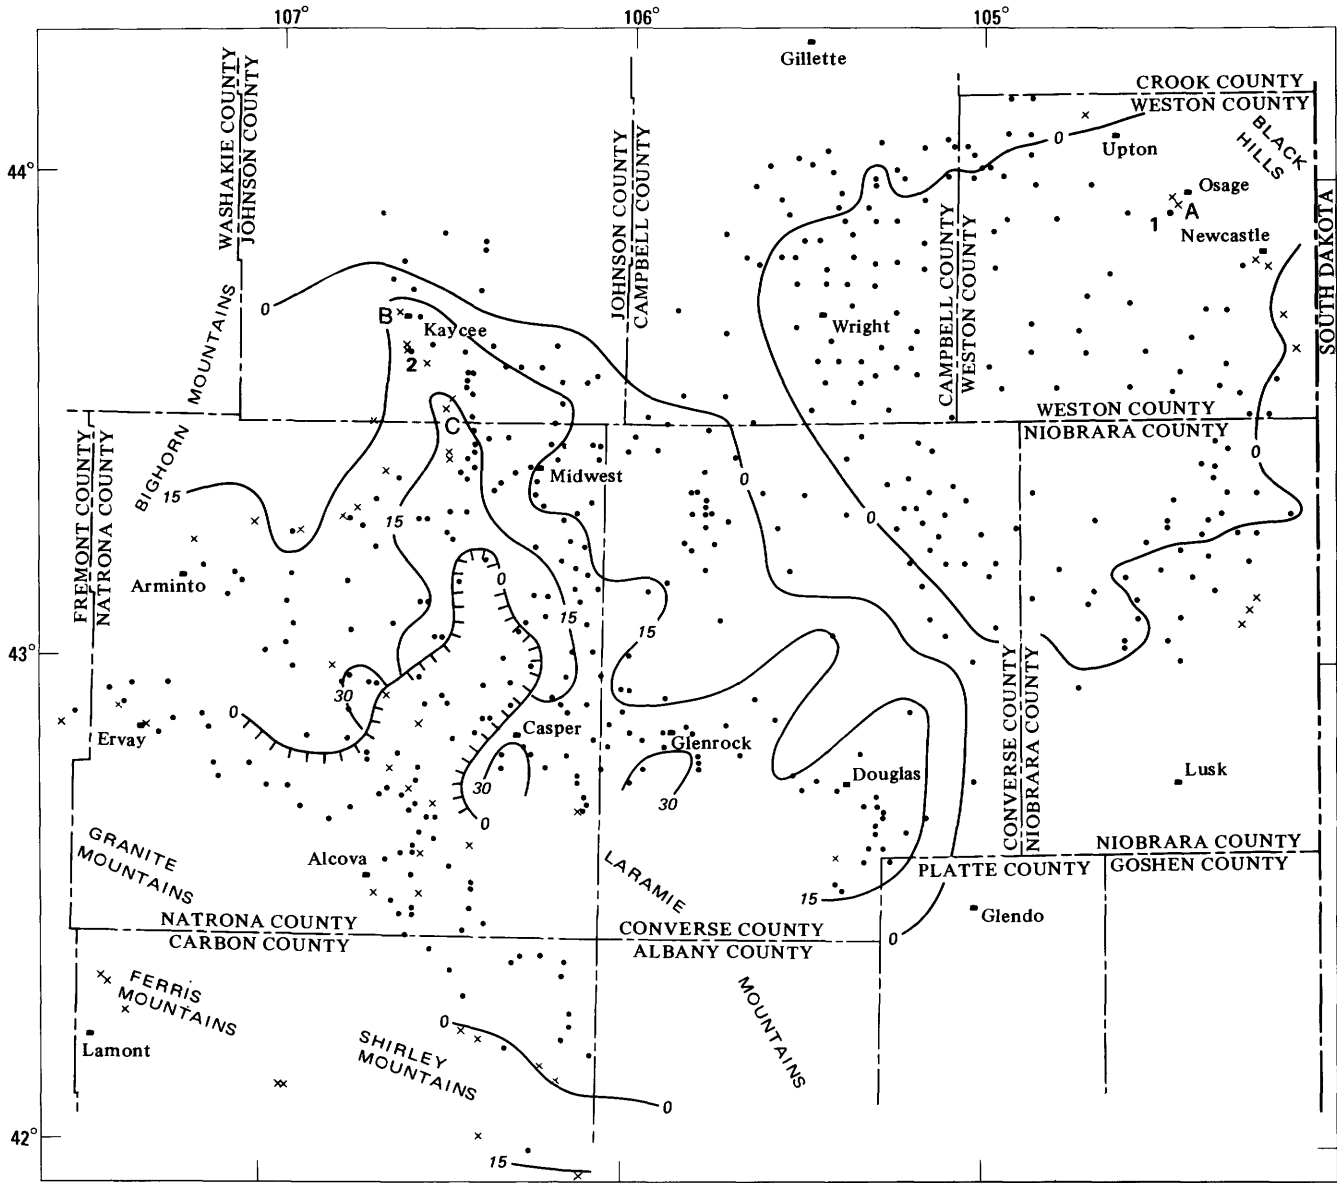 107°
106°
105°
Gillette
CROOK COUNTY
WESTON COUNTY
WASHAKIE COUNTY
JOHNSON COUNTY
JOHNSON COUNTY
CAMPBELL COUNTY
BLACK
HILLS
0
Upton
44°
Osage
1
A
Newcastle
SOUTH DAKOTA
CAMPBELL COUNTY
WESTON COUNTY
0
B
Kaycee
Wright
2
BIGHORN MOUNTAINS
C
WESTON COUNTY
NIOBRARA COUNTY
FREMONT COUNTY
NATRONA COUNTY
0
Midwest
0
15
15
0
Arminto
0
15
15
43°
CONVERSE COUNTY
NIOBRARA COUNTY
30
0
Ervay
Casper
Glenrock
Douglas
Lusk
30
30
0
GRANITE
MOUNTAINS
Alcova
LARAMIE
MOUNTAINS
NIOBRARA COUNTY
GOSHEN COUNTY
PLATTE COUNTY
15
Glendo
NATRONA COUNTY
CARBON COUNTY
CONVERSE COUNTY
ALBANY COUNTY
0
FERRIS
MOUNTAINS
0
Lamont
SHIRLEY
MOUNTAINS
0
42°
15